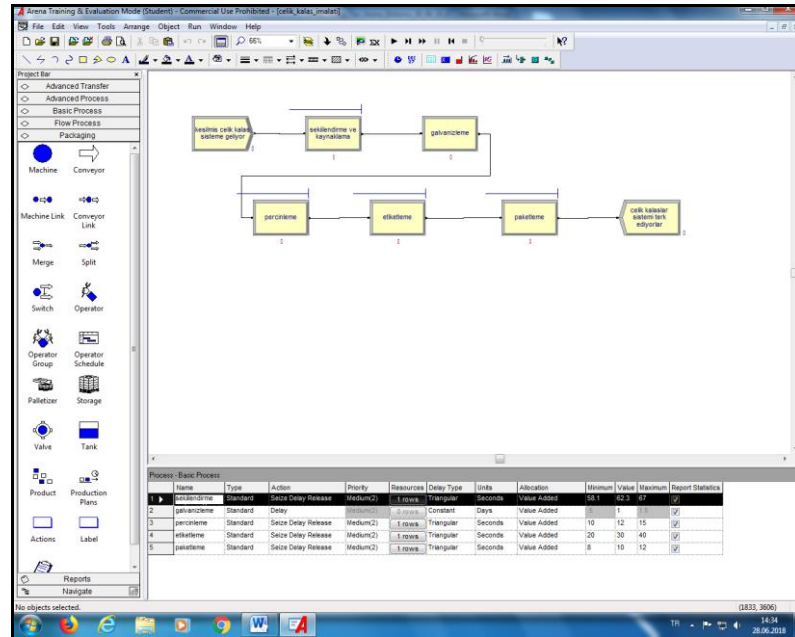 Arena Training & Evaluation Mode (Student) - Commercial Use Prohibited - [celik_kalas_imalati]
File Edit View Tools Arrange Object Run Window Help
66%
Project Bar
Advanced Transfer
Advanced Process
Basic Process
Flow Process
Packaging
Machine Conveyor
Machine Link Conveyor Link
Merge Split
Switch Operator
Operator Group Operator Schedule
Palletizer Storage
Valve Tank
Product Production Plans
Actions Label
Reports
Navigate
kesilmis celik kalas
sisteme geliyor
sekillendirme ve
kaynaklama
galvanizleme
percinleme
etiketleme
paketleme
celik kalaslar
sistemi terk
ediyorlar
Process - Basic Process
Name Type Action Priority Resources Delay Type Units Allocation Minimum Value Maximum Report Statistics
1 sekillendirme Standard Seize Delay Release Medium(2) 1 rows Triangular Seconds Value Added 58.1 62.3 67
2 galvanizleme Standard Delay Medium(2) 0 rows Constant Days Value Added .5 1 1.5
3 percinleme Standard Seize Delay Release Medium(2) 1 rows Triangular Seconds Value Added 10 12 15
4 etiketleme Standard Seize Delay Release Medium(2) 1 rows Triangular Seconds Value Added 20 30 40
5 paketleme Standard Seize Delay Release Medium(2) 1 rows Triangular Seconds Value Added 8 10 12
No objects selected.
(1833, 3606)
TR
14:34
28.06.2018